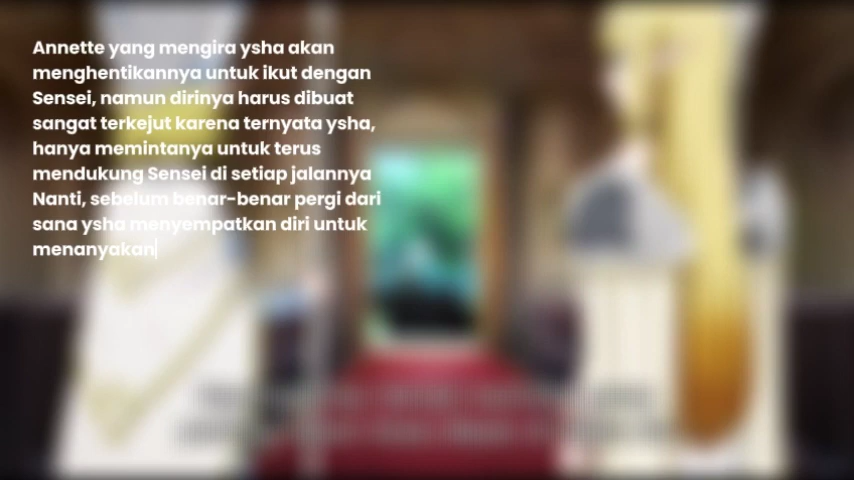 Annette yang mengira ysha akan
menghentikannya untuk ikut dengan
Sensei, namun dirinya harus dibuat
sangat terkejut karena ternyata ysha,
hanya memintanya untuk terus
mendukung Sensei di setiap jalannya
Nanti, sebelum benar-benar pergi dari
sana ysha menyempatkan diri untuk
menanyakan